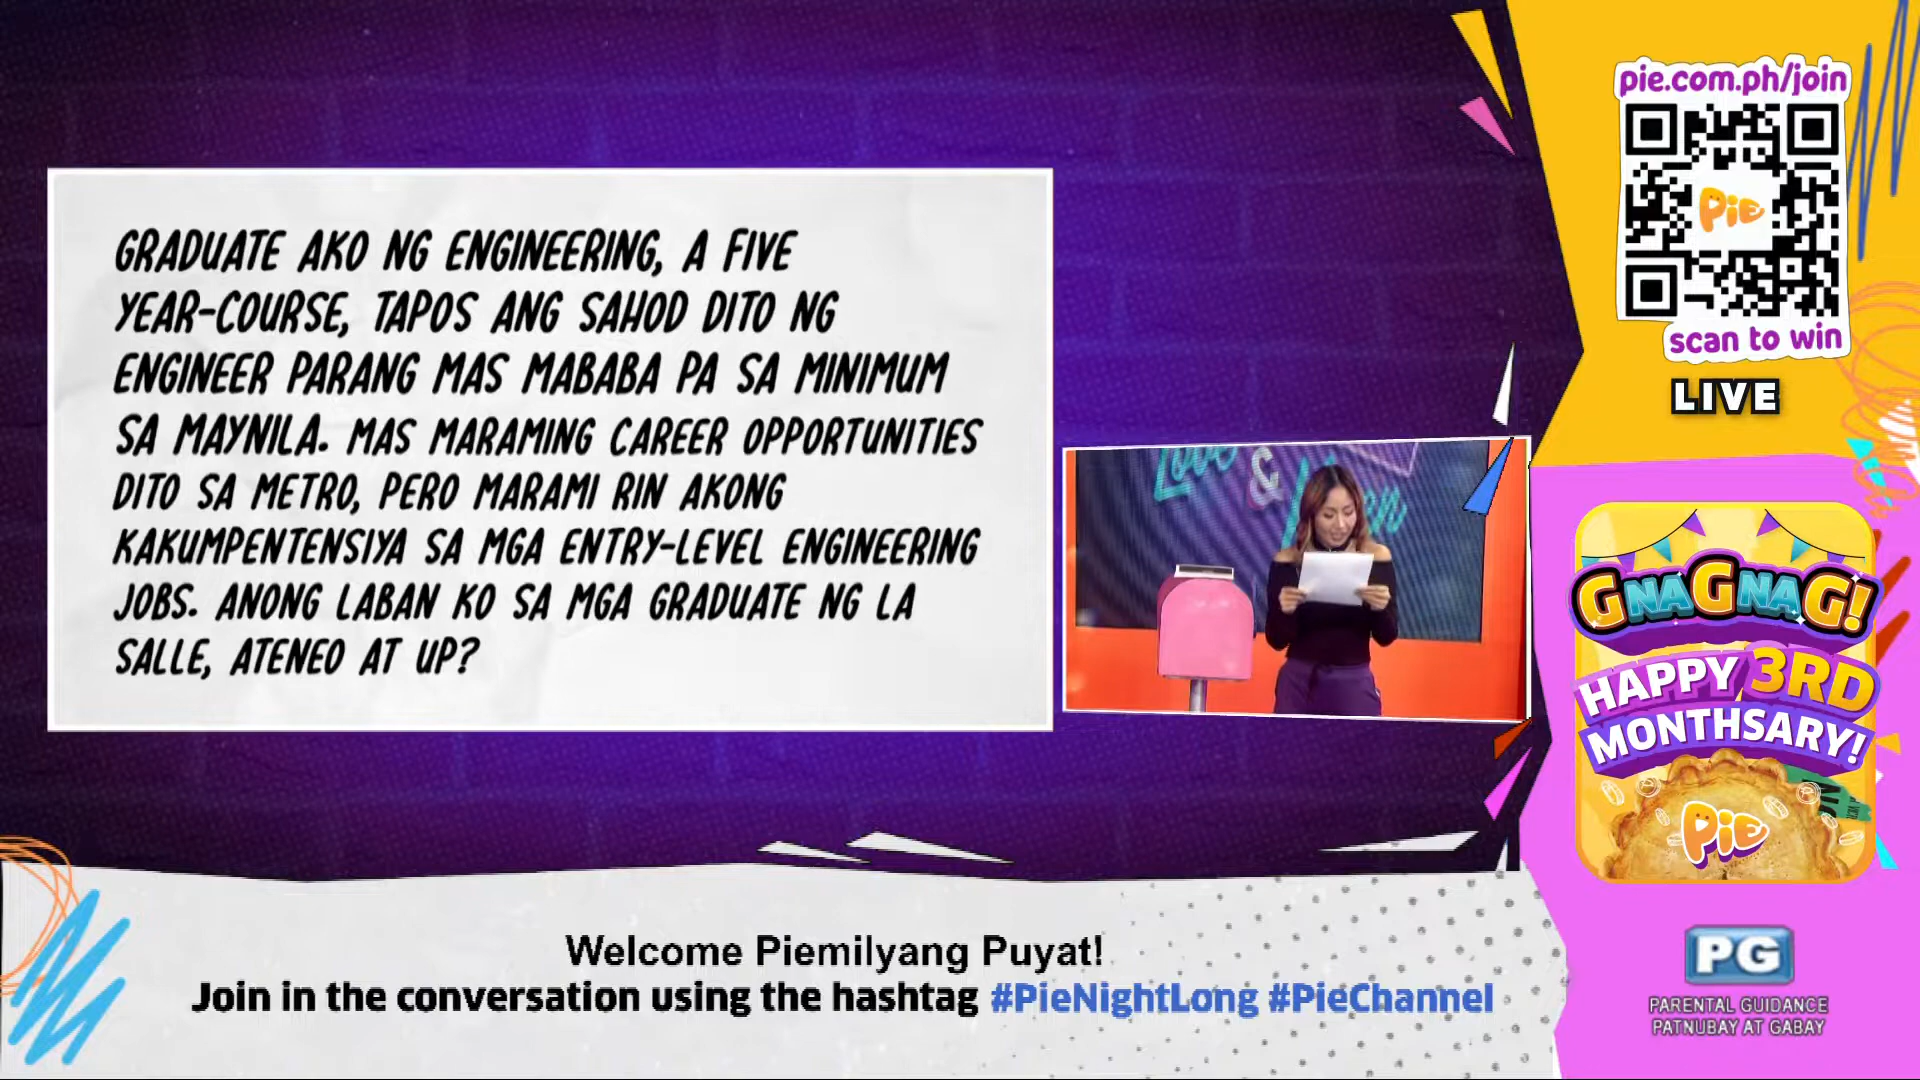 GRADUATE AKO NG ENGINEERING, A FIVE
YEAR-COURSE, TAPOS ANG SAHOD DITO NG
ENGINEER PARANG MAS MABABA PA SA MINIMUM
SA MAYNILA. MAS MARAMING CAREER OPPORTUNITIES
DITO SA METRO, PERO MARAMI RIN AKONG
KAKUMPENTENSIYA SA MGA ENTRY-LEVEL ENGINEERING
JOBS. ANONG LABAN KO SA MGA GRADUATE NG LA
SALLE, ATENEO AT UP?
Love
&
pie.com.ph/join
PiE
scan to win
LIVE
GNAGNAG!
HAPPY 3RD
MONTHSARY!
PiE
PG
PARENTAL GUIDANCE
PATNUBAY AT GABAY
Welcome Piemilyang Puyat!
Join in the conversation using the hashtag #PieNightLong #PieChannel